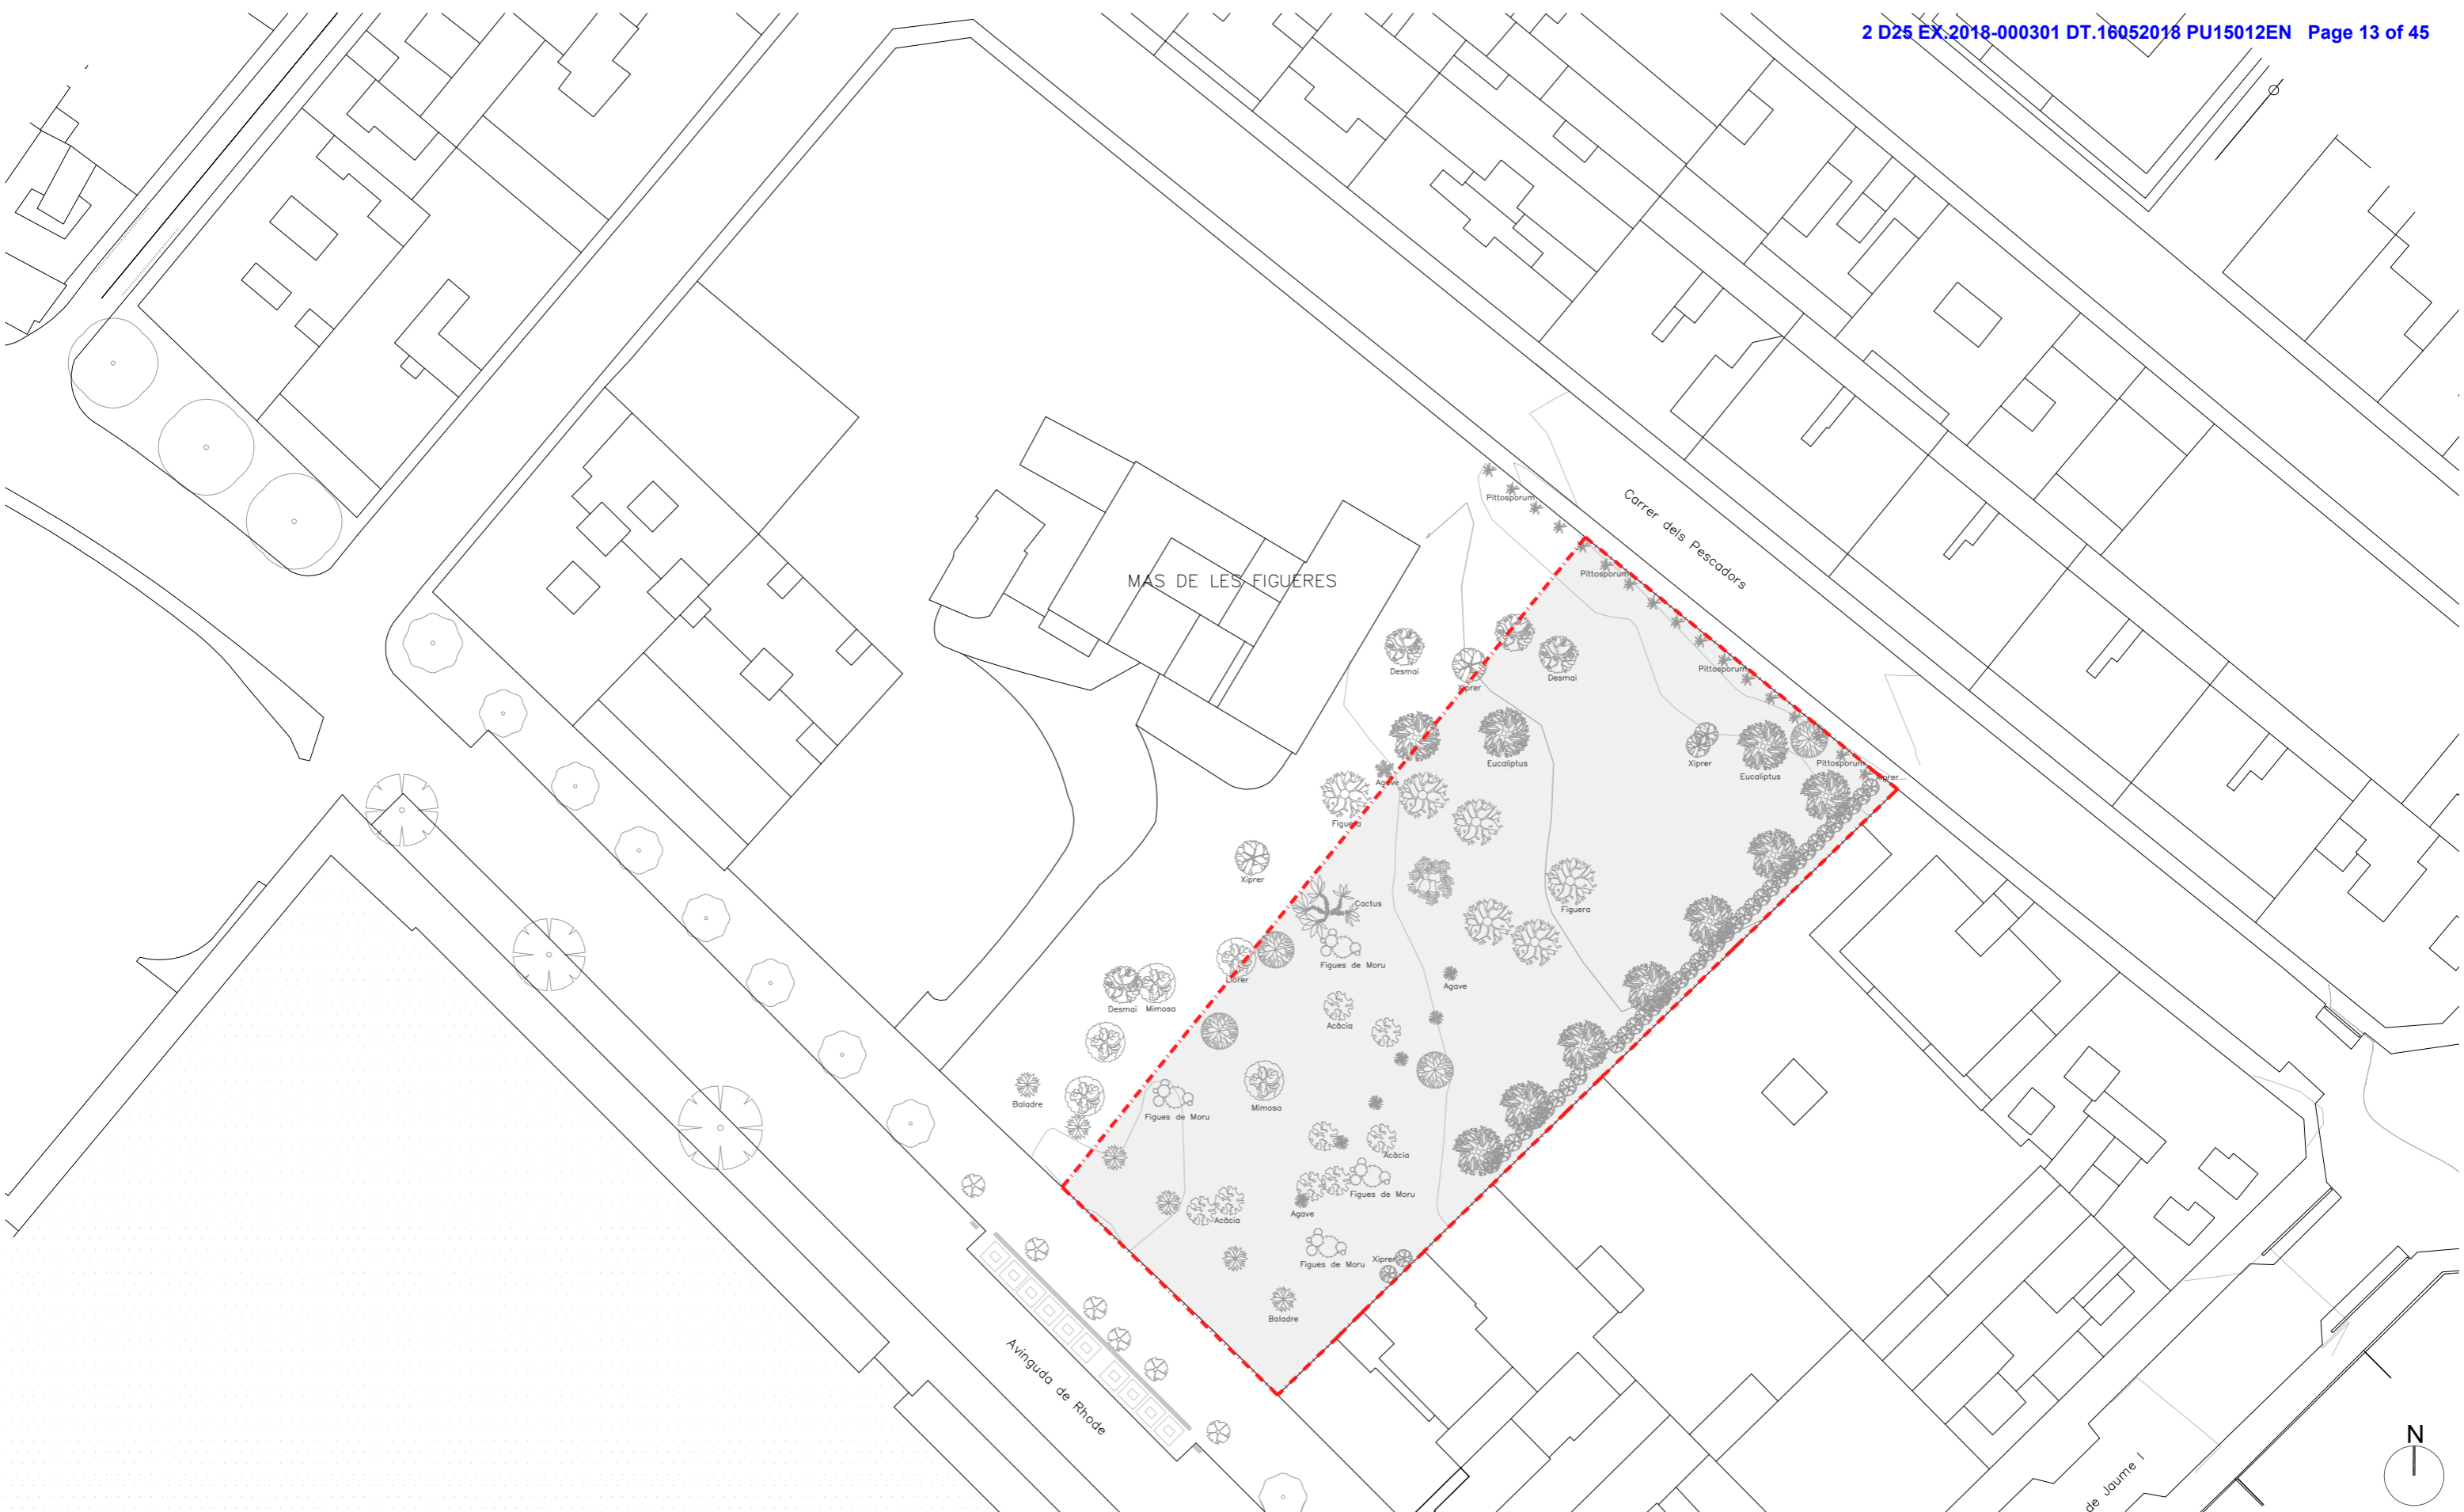 2 D25 EX.2018-000301 DT.16052018 PU15012EN Page 13 of 45
Pittosporum
Carrer dels Pescadors
MAS DE LES FIGUERES
Pittosporum
Desmai
Xiprer
Desmai
Pittosporum
Eucaliptus
Xiprer
Eucaliptus
Pittosporum
Agave
Figuera
Xiprer
Cactus
Figuera
Figues de Moru
Llorer
Agave
Desmai
Mimosa
Acàcia
Baladre
Figues de Moru
Mimosa
Acàcia
Figues de Moru
Agave
Acàcia
Xiprer
Figues de Moru
Baladre
Avinguda de Rhode
N
de Jaume I